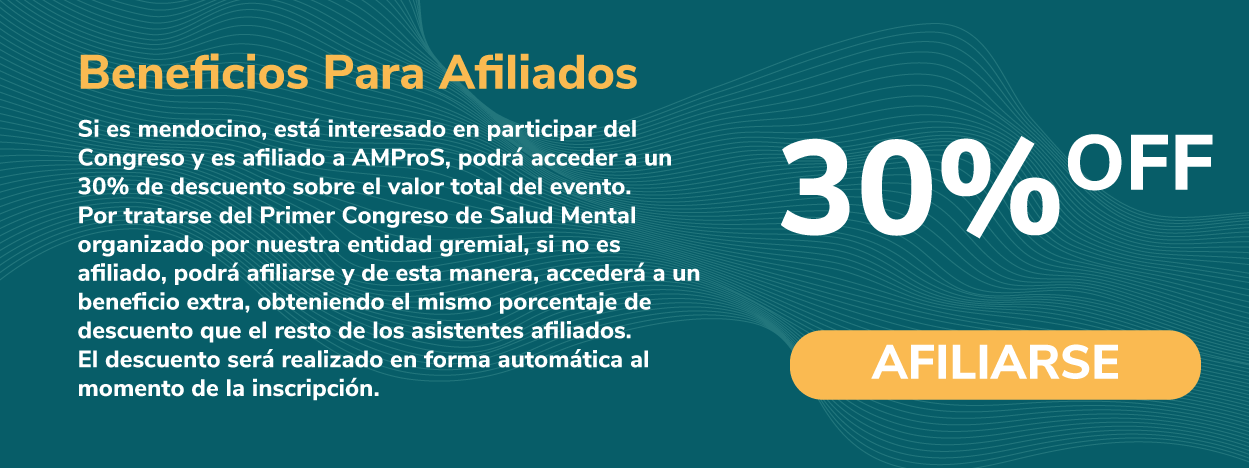 Beneficios Para Afiliados
Si es mendocino, está interesado en participar del
Congreso y es afiliado a AMProS, podrá acceder a un
30% de descuento sobre el valor total del evento.
Por tratarse del Primer Congreso de Salud Mental
organizado por nuestra entidad gremial, si no es
afiliado, podrá afiliarse y de esta manera, accederá a un
beneficio extra, obteniendo el mismo porcentaje de
descuento que el resto de los asistentes afiliados.
El descuento será realizado en forma automática al
momento de la inscripción.
30% OFF
AFILIARSE